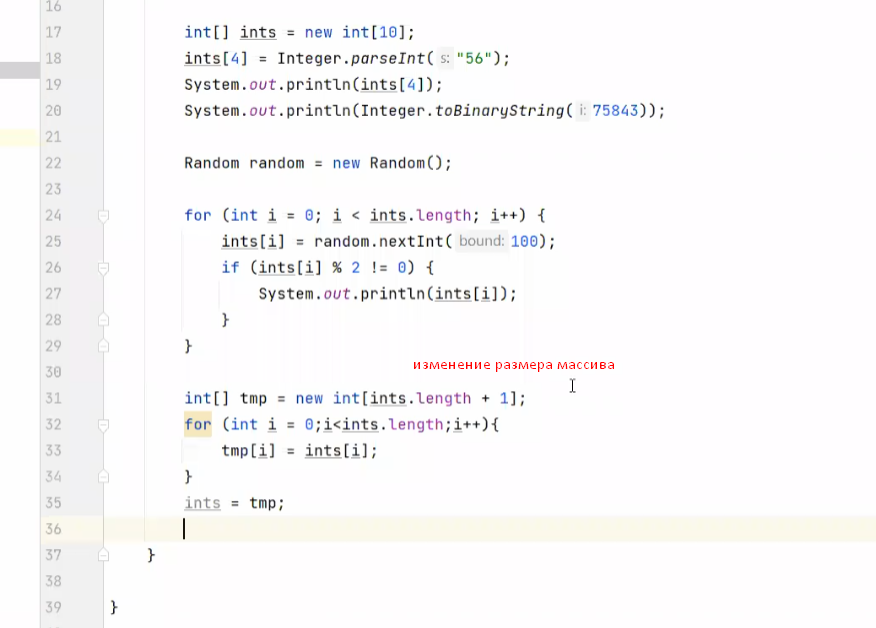 16
17 int[] ints = new int[10];
18 ints[4] = Integer.parseInt( s: "56");
19 System.out.println(ints[4]);
20 System.out.println(Integer.toBinaryString( i: 75843));
21
22 Random random = new Random();
23
24 for (int i = 0; i < ints.length; i++) {
25 ints[i] = random.nextInt( bound: 100);
26 if (ints[i] % 2 != 0) {
27 System.out.println(ints[i]);
28 }
29 }
изменение размера массива
30
31 int[] tmp = new int[ints.length + 1];
32 for (int i = 0;i<ints.length;i++){
33 tmp[i] = ints[i];
34 }
35 ints = tmp;
36
37 }
38
39 }